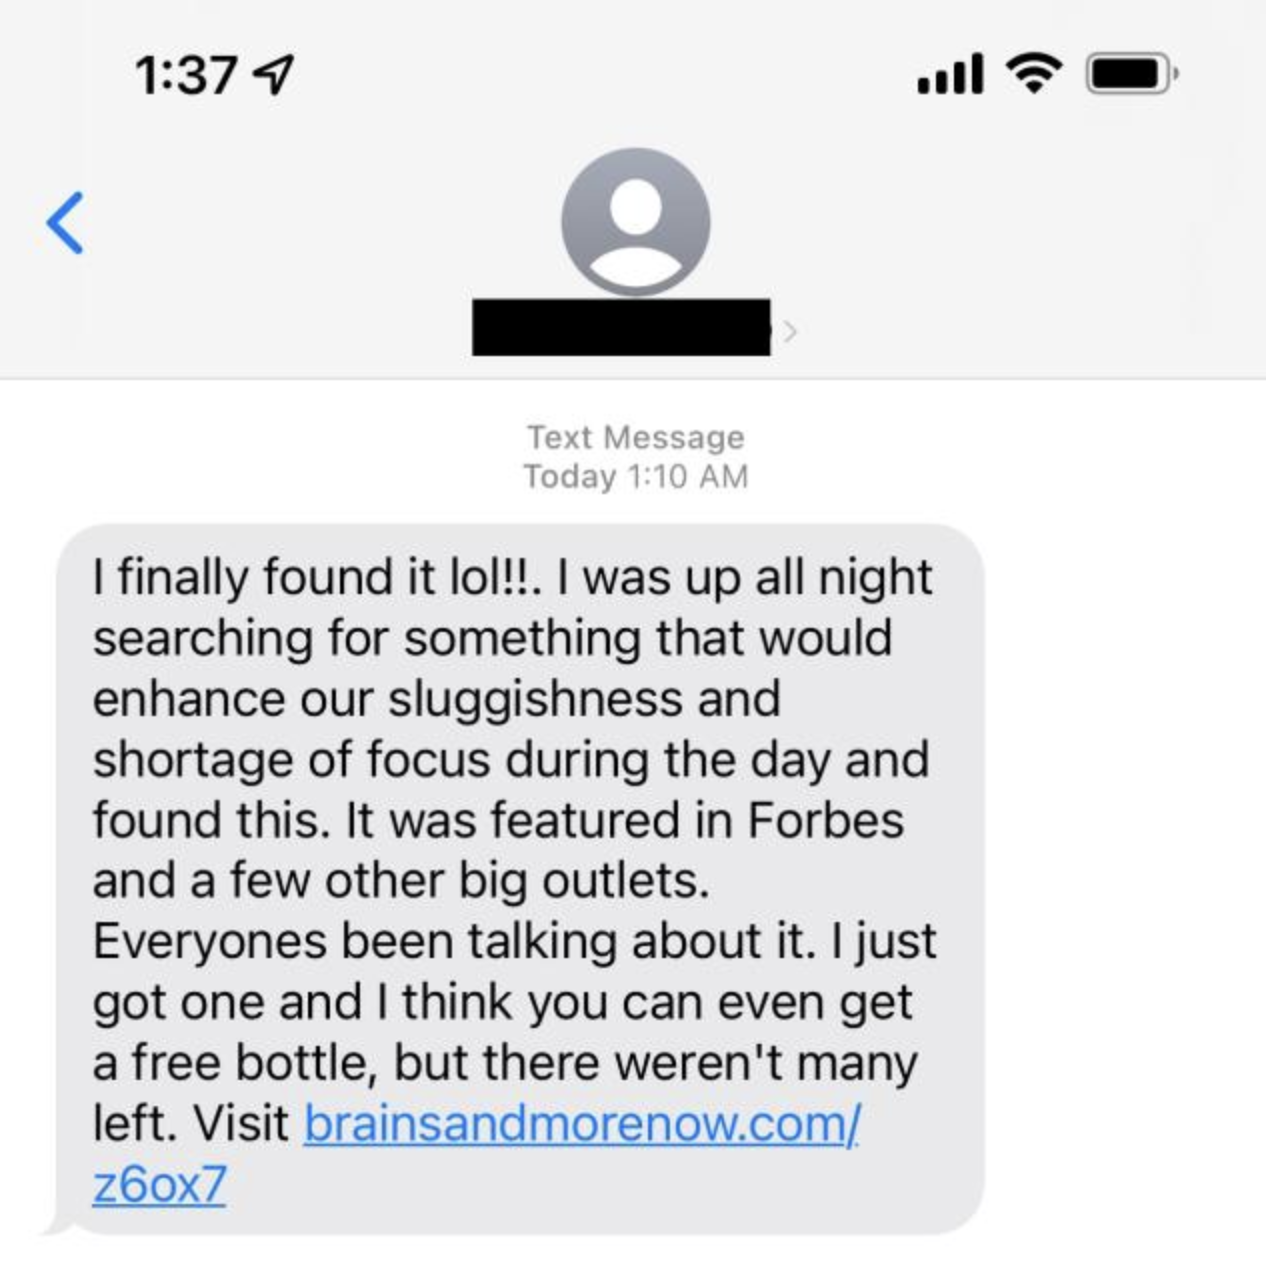 1:37
Text Message
Today 1:10 AM
I finally found it lol!!. I was up all night
searching for something that would
enhance our sluggishness and
shortage of focus during the day and
found this. It was featured in Forbes
and a few other big outlets.
Everyones been talking about it. I just
got one and I think you can even get
a free bottle, but there weren't many
left. Visit brainsandmorenow.com/
z6ox7